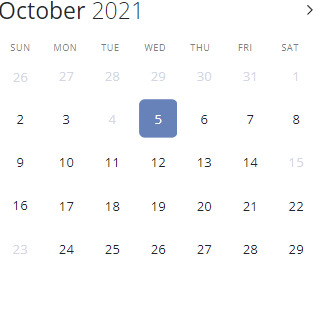 October 2021
SUN MON TUE WED THU FRI SAT
26 27 28 29 30 31 1
2 3 4 5 6 7 8
9 10 11 12 13 14 15
16 17 18 19 20 21 22
23 24 25 26 27 28 29